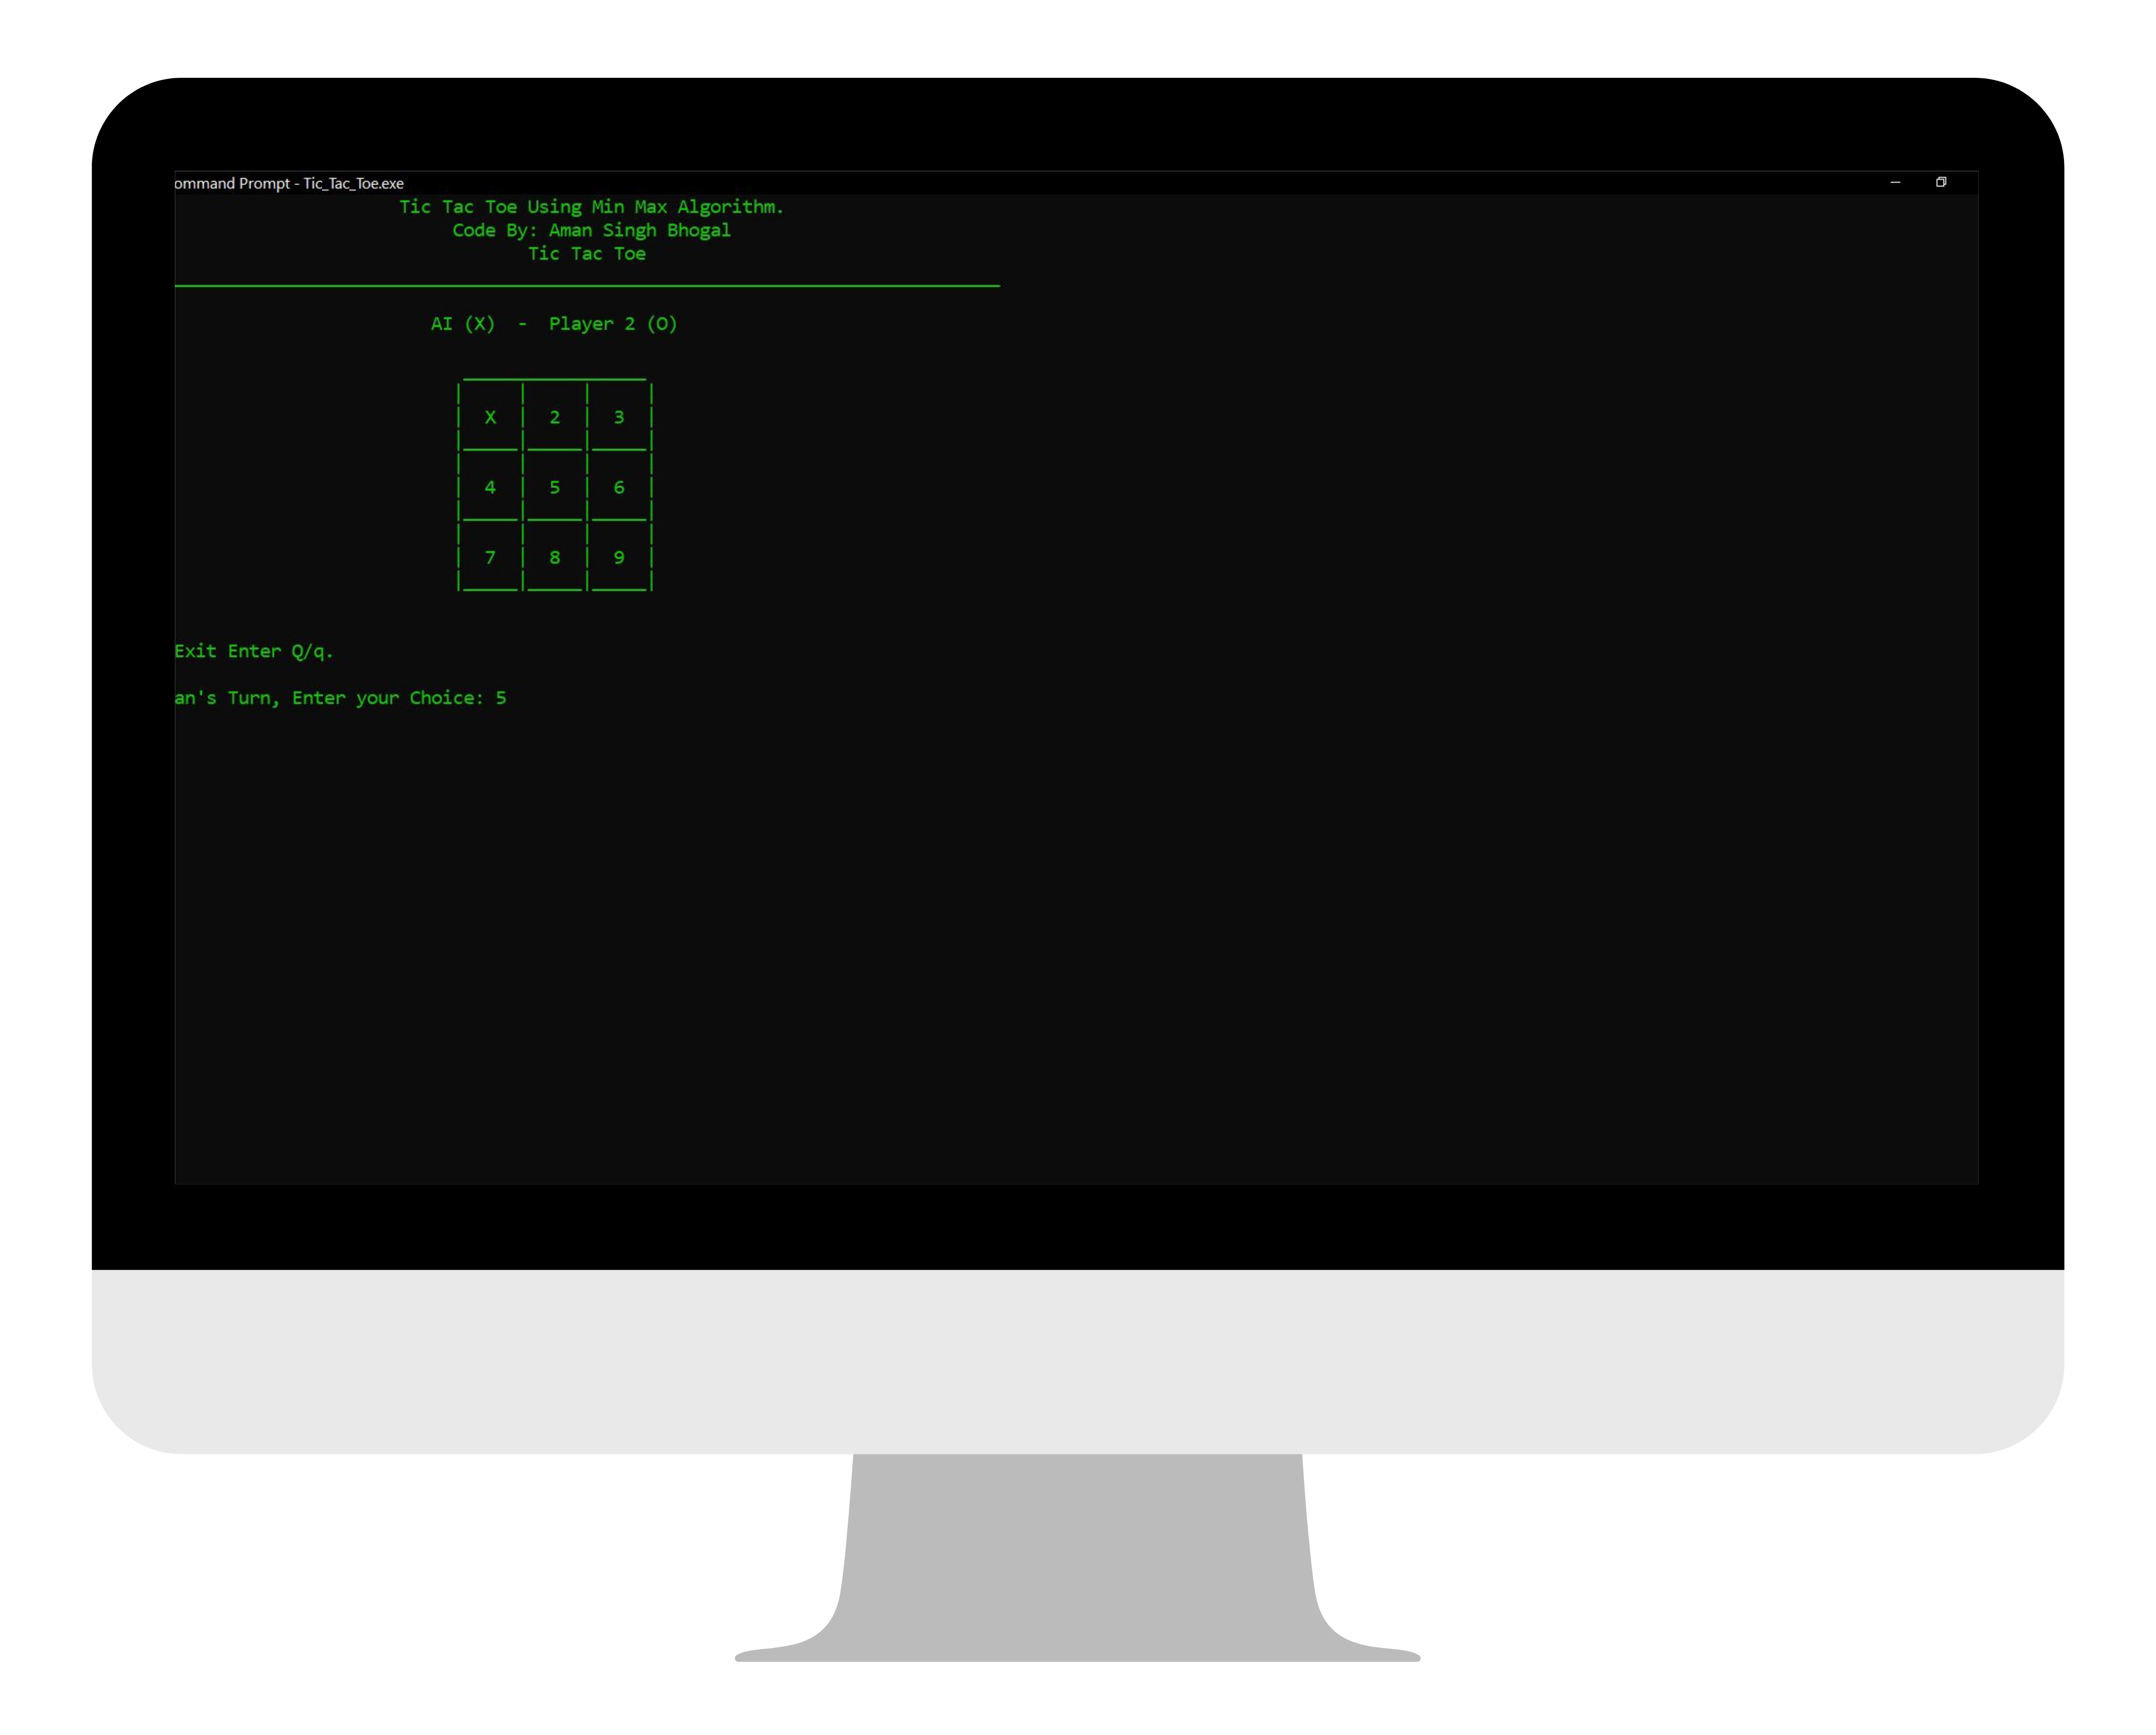 ommand Prompt - Tic_Tac_Toe.exe
Tic Tac Toe Using Min Max Algorithm.
Code By: Aman Singh Bhogal
Tic Tac Toe
AI (X) - Player 2 (O)
X 2 3
4 5 6
7 8 9
Exit Enter Q/q.
an's Turn, Enter your Choice: 5